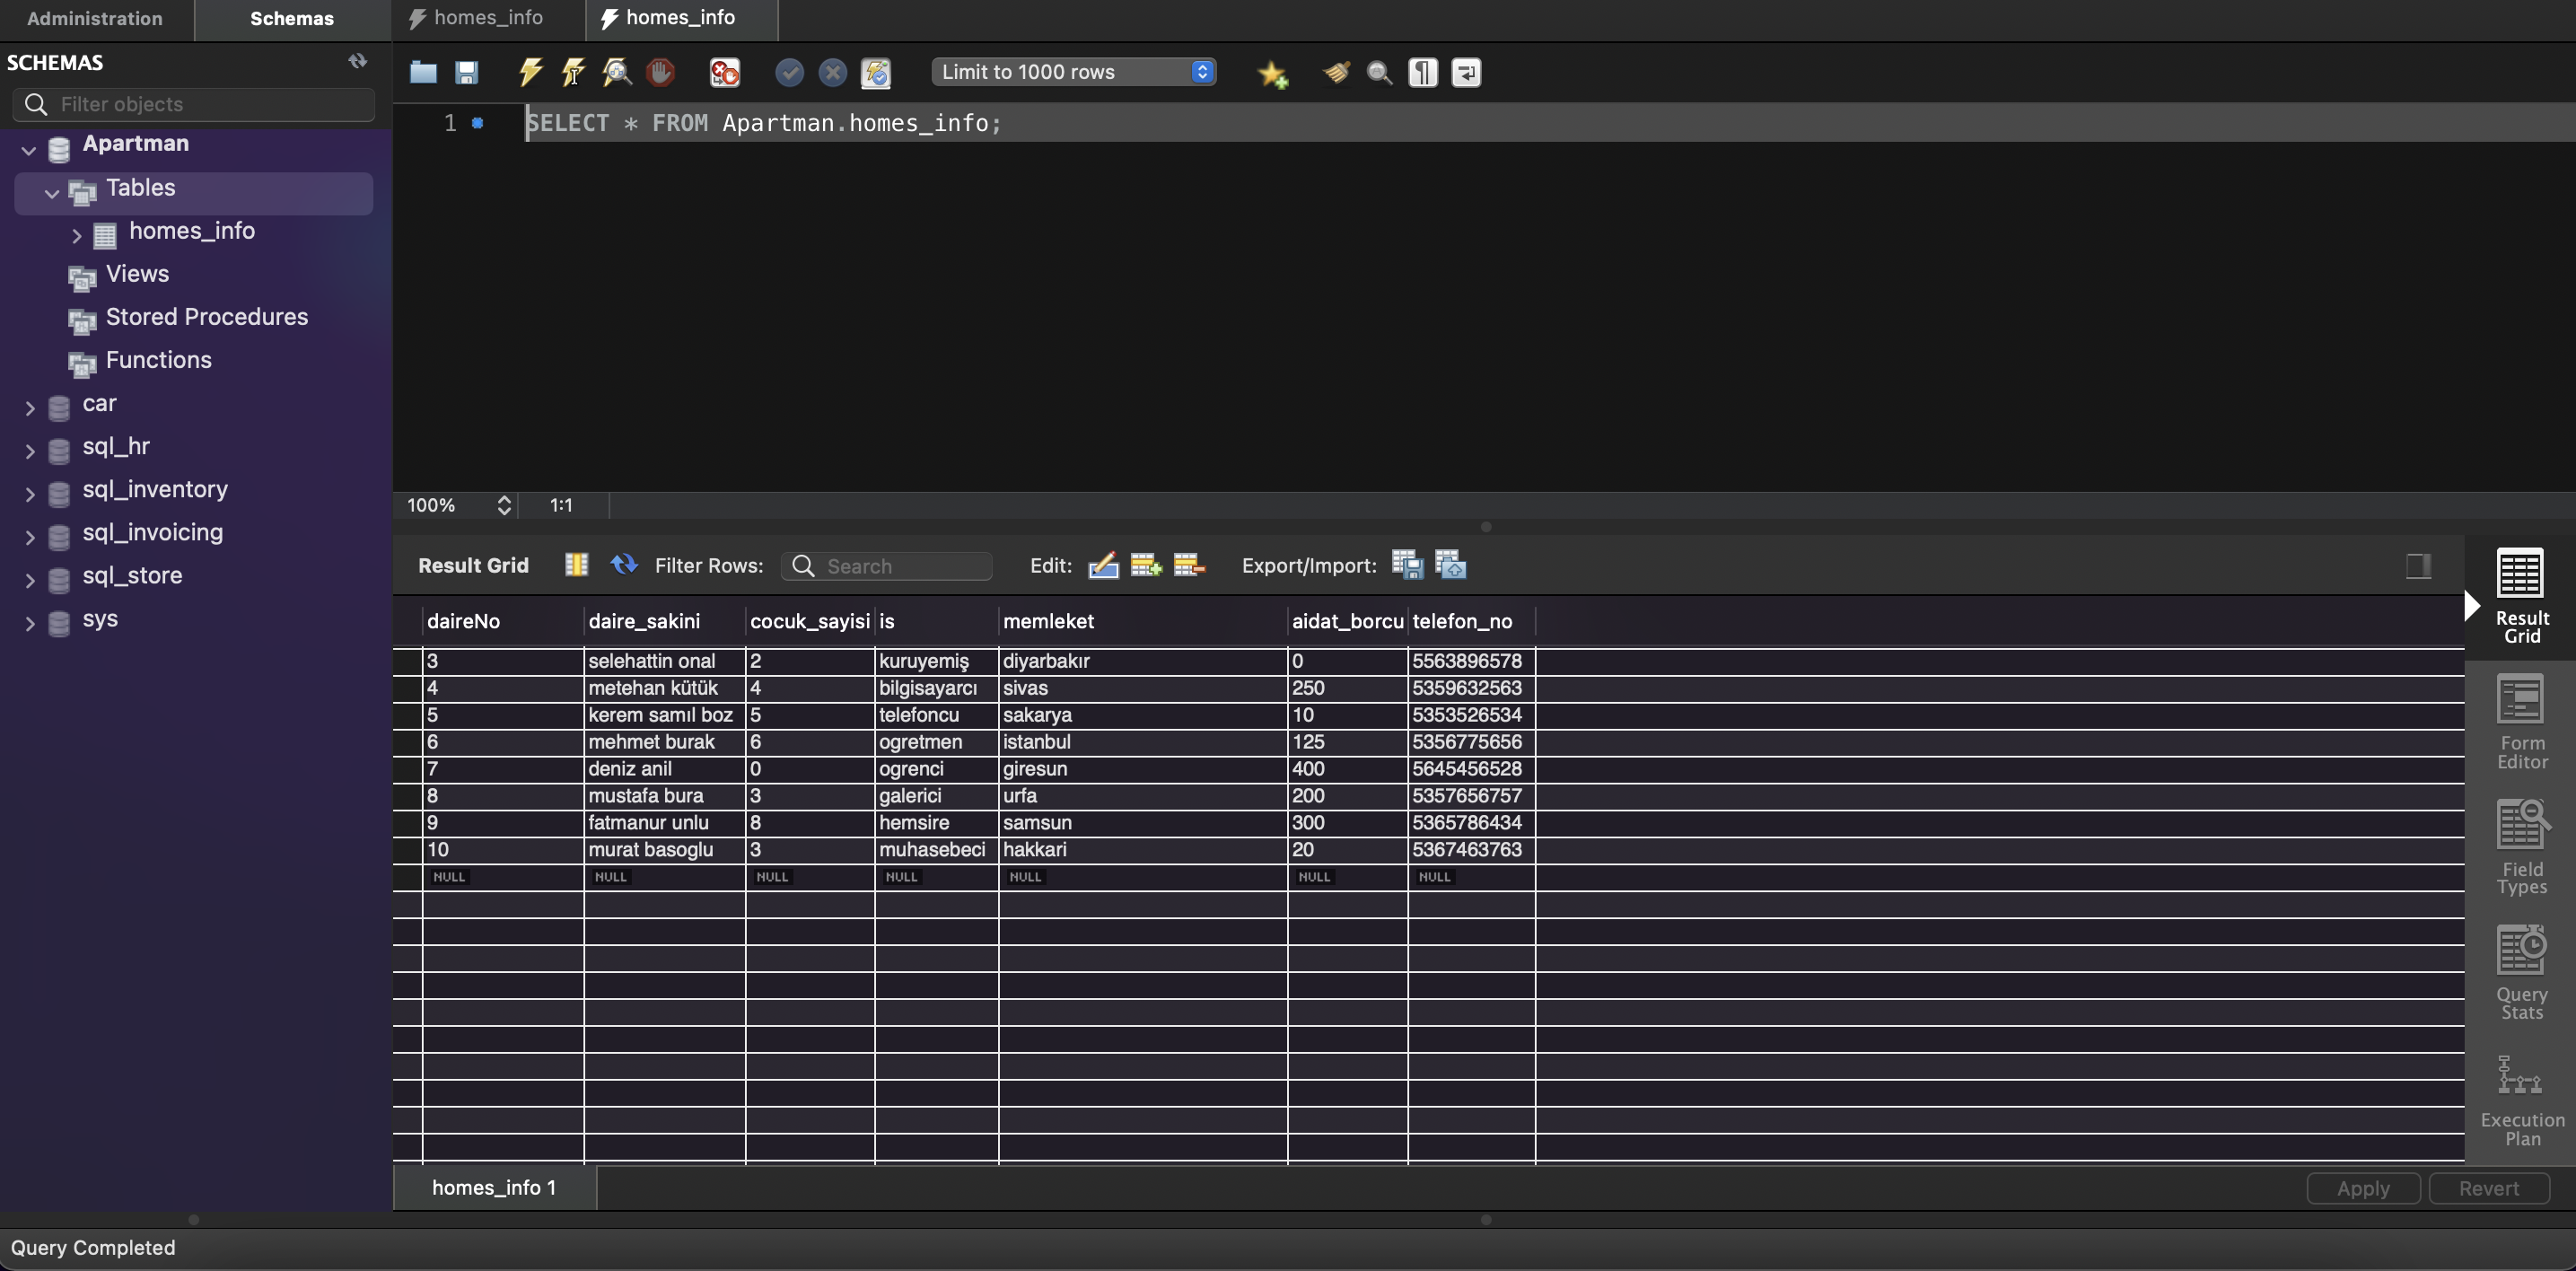 Administration Schemas homes_info homes_info
SCHEMAS
Filter objects
Limit to 1000 rows
1 SELECT * FROM Apartman.homes_info;
Apartman
Tables
homes_info
Views
Stored Procedures
Functions
car
sql_hr
sql_inventory
sql_invoicing
sql_store
sys
100% 1:1
Result Grid Filter Rows: Search Edit: Export/Import:
daireNo daire_sakini cocuk_sayisi is memleket aidat_borcu telefon_no
3 selehattin onal 2 kuruyemiş diyarbakır 0 5563896578
4 metehan kütük 4 bilgisayarcı sivas 250 5359632563
5 kerem samıl boz 5 telefoncu sakarya 10 5353526534
6 mehmet burak 6 ogretmen istanbul 125 5356775656
7 deniz anil 0 ogrenci giresun 400 5645456528
8 mustafa bura 3 galerici urfa 200 5357656757
9 fatmanur unlu 8 hemsire samsun 300 5365786434
10 murat basoglu 3 muhasebeci hakkari 20 5367463763
NULL NULL NULL NULL NULL NULL NULL
Result
Grid
Form
Editor
Field
Types
Query
Stats
Execution
Plan
homes_info 1 Apply Revert
Query Completed